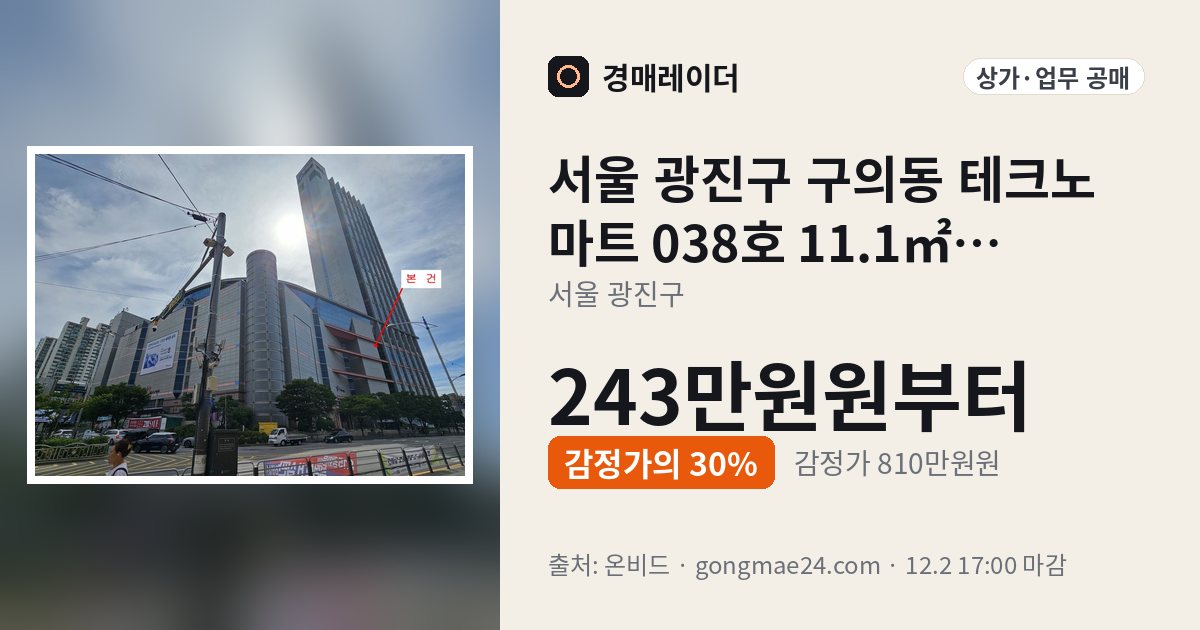 경매레이더
상가·업무 공매
서울 광진구 구의동 테크노
마트 038호 11.1㎡…
서울 광진구
243만원원부터
감정가의 30%
감정가 810만원원
출처: 온비드 · gongmae24.com · 12.2 17:00 마감
본 건